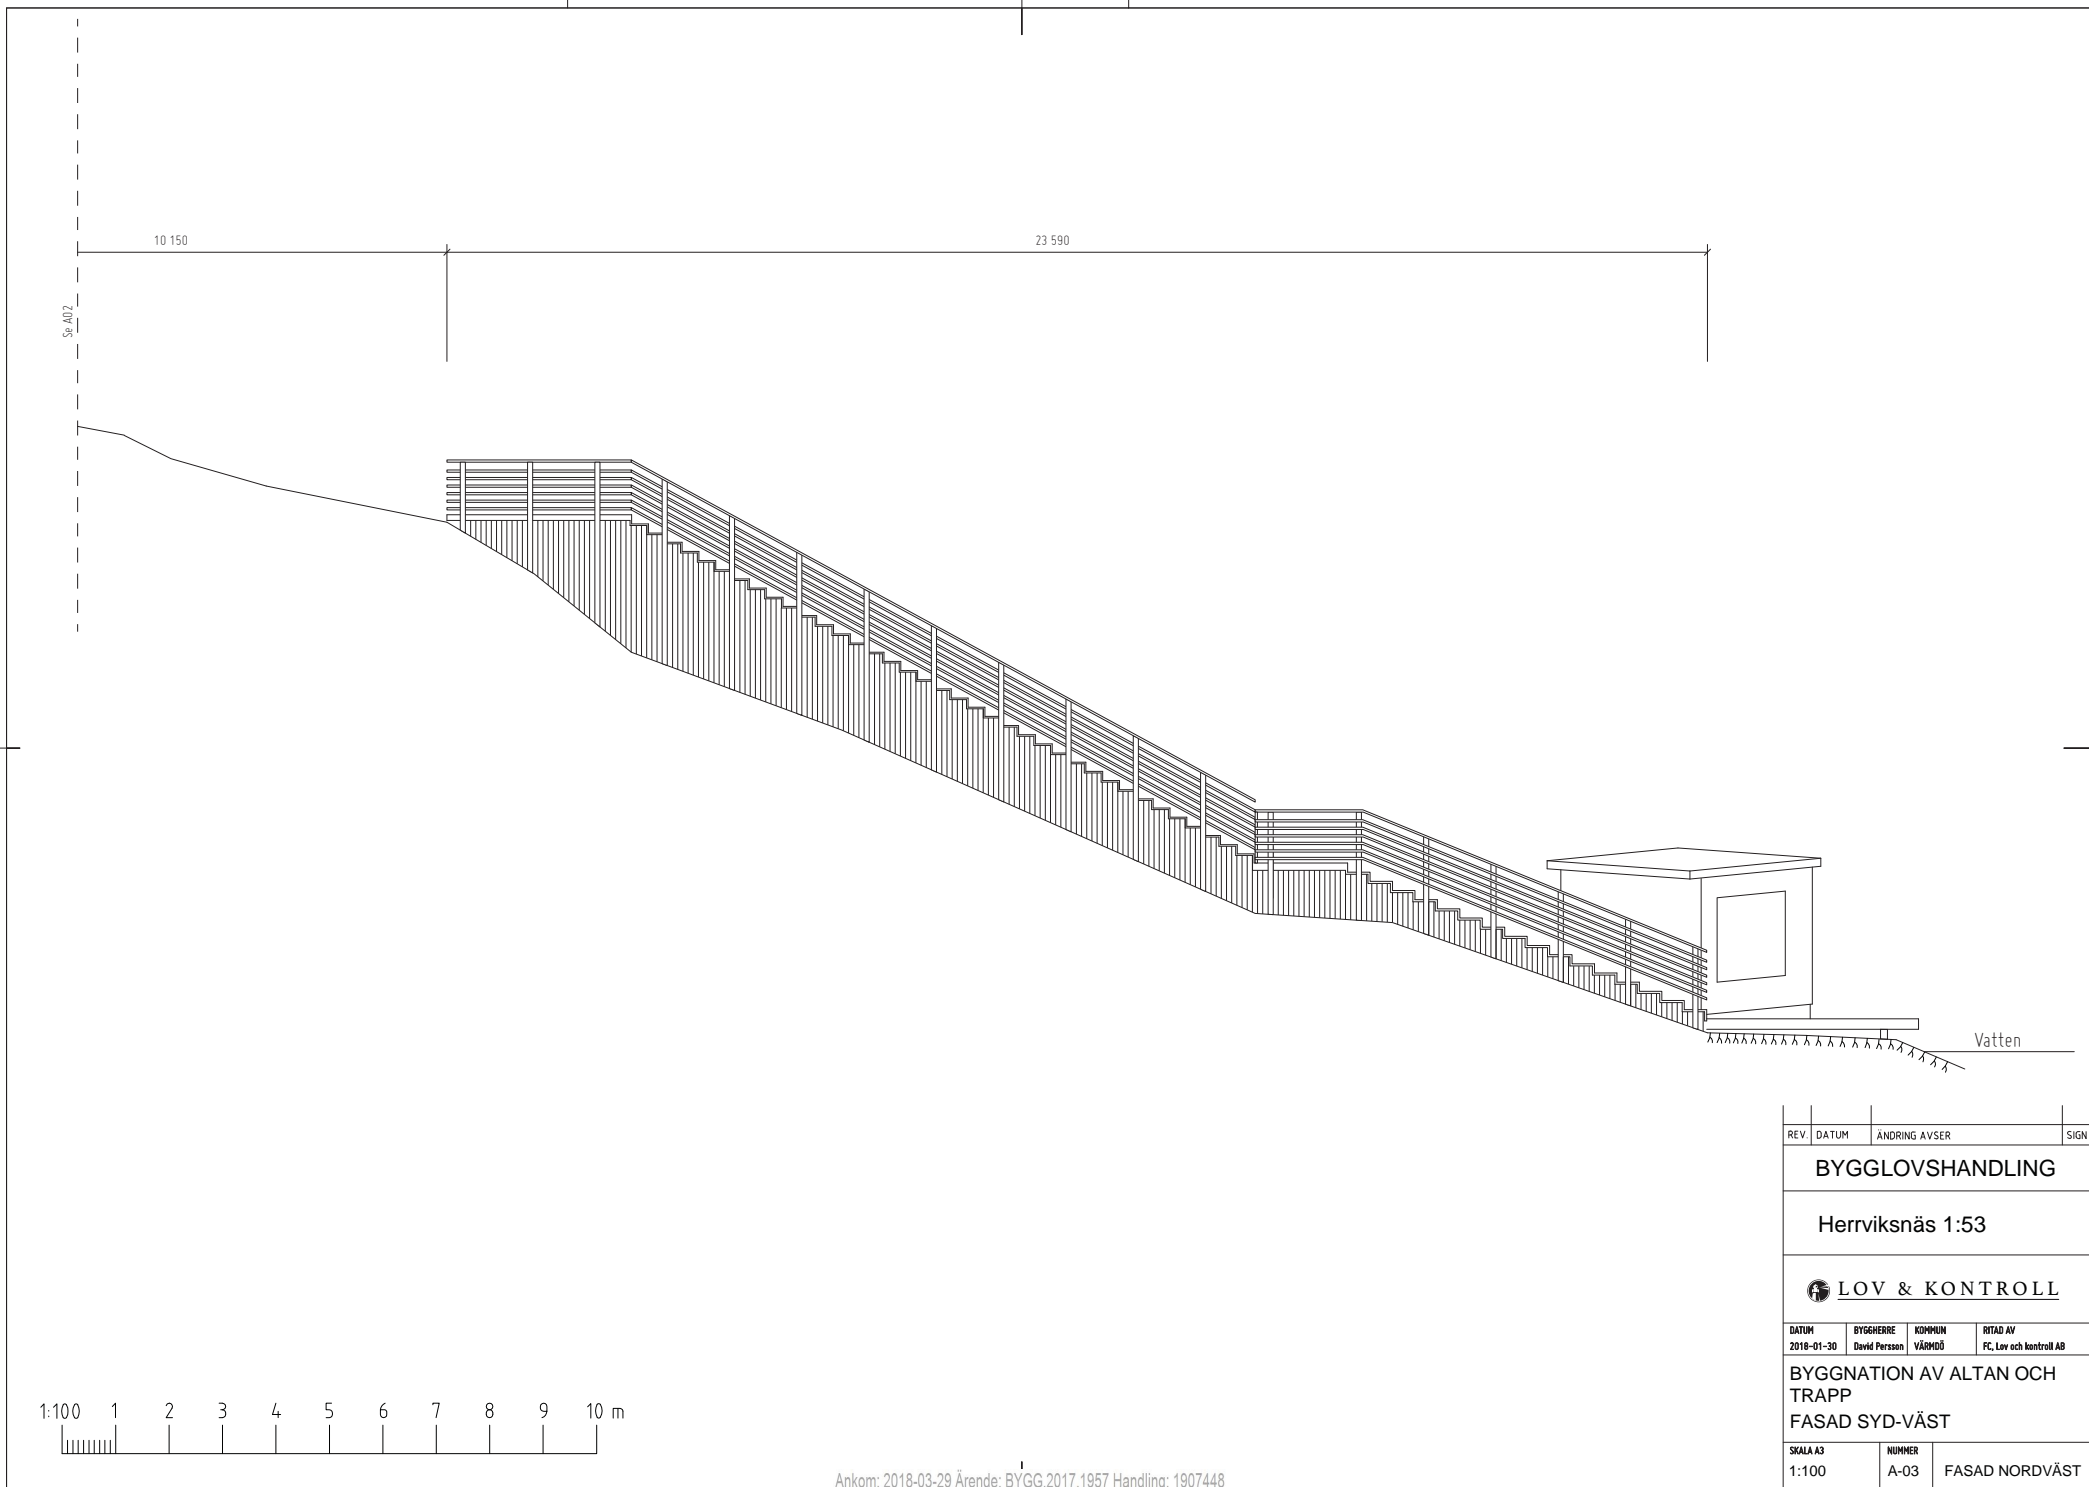 10 150
23 590
Se A02
Vatten
REV. DATUM ÄNDRING AVSER SIGN
BYGGLOVSHANDLING
Herrviksnäs 1:53
LOV & KONTROLL
DATUM BYGGHERRE KOMMUN RITAD AV
2018-01-30 David Persson VÄRMDÖ FC, Lov och kontroll AB
BYGGNATION AV ALTAN OCH
TRAPP
FASAD SYD-VÄST
SKALA A3 NUMMER
1:100 A-03 FASAD NORDVÄST
1:100 1 2 3 4 5 6 7 8 9 10 m
Ankom: 2018-03-29 Ärende: BYGG.2017.1957 Handling: 1907448